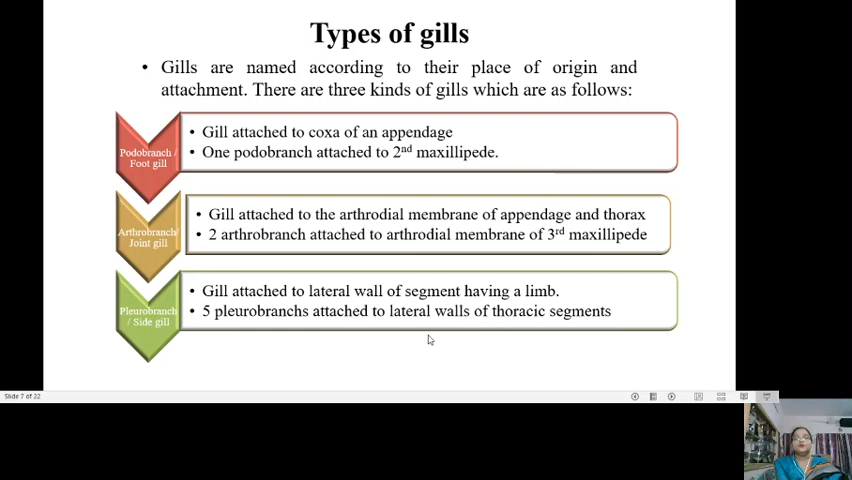 Types of gills
• Gills are named according to their place of origin and
attachment. There are three kinds of gills which are as follows:
Podobranch /
Foot gill
• Gill attached to coxa of an appendage
• One podobranch attached to 2nd maxillipede.
Arthrobranch/
Joint gill
• Gill attached to the arthrodial membrane of appendage and thorax
• 2 arthrobranch attached to arthrodial membrane of 3rd maxillipede
Pleurobranch
/ Side gill
• Gill attached to lateral wall of segment having a limb.
• 5 pleurobranchs attached to lateral walls of thoracic segments
Slide 7 of 22